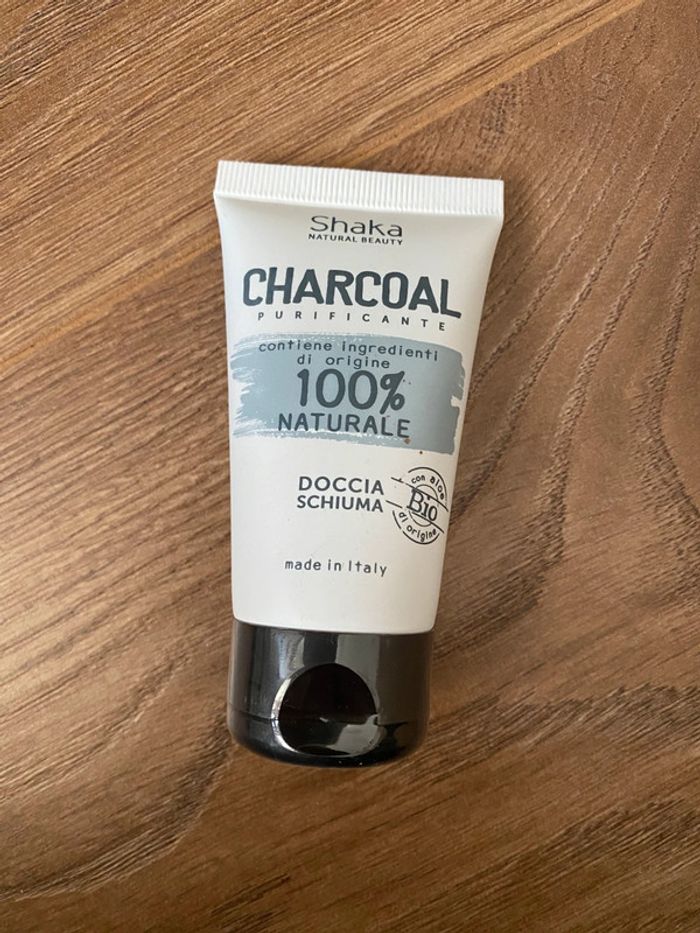 Shaka
NATURAL BEAUTY
CHARCOAL
PURIFICANTE
contiene ingredienti
di origine
100%
NATURALE
DOCCIA
SCHIUMA
con aloe
Bio
di origine
made in Italy